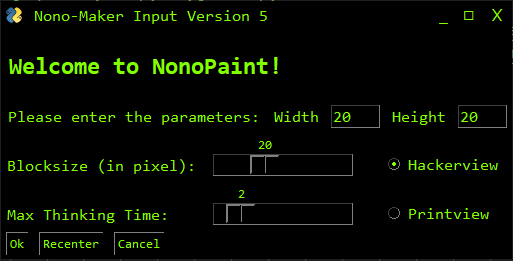 Nono-Maker Input Version 5
Welcome to NonoPaint!
Please enter the parameters: Width 20 Height 20
20
Blocksize (in pixel): Hackerview
2
Max Thinking Time: Printview
Ok Recenter Cancel